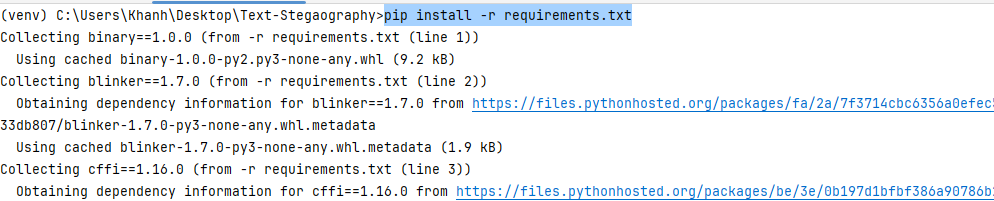 (venv) C:\Users\Khanh\Desktop\Text-Stegaography>pip install -r requirements.txt
Collecting binary==1.0.0 (from -r requirements.txt (line 1))
  Using cached binary-1.0.0-py2.py3-none-any.whl (9.2 kB)
Collecting blinker==1.7.0 (from -r requirements.txt (line 2))
  Obtaining dependency information for blinker==1.7.0 from https://files.pythonhosted.org/packages/fa/2a/7f3714cbc6356a0efec5
33db807/blinker-1.7.0-py3-none-any.whl.metadata
  Using cached blinker-1.7.0-py3-none-any.whl.metadata (1.9 kB)
Collecting cffi==1.16.0 (from -r requirements.txt (line 3))
  Obtaining dependency information for cffi==1.16.0 from https://files.pythonhosted.org/packages/be/3e/0b197d1bfbf386a90786b